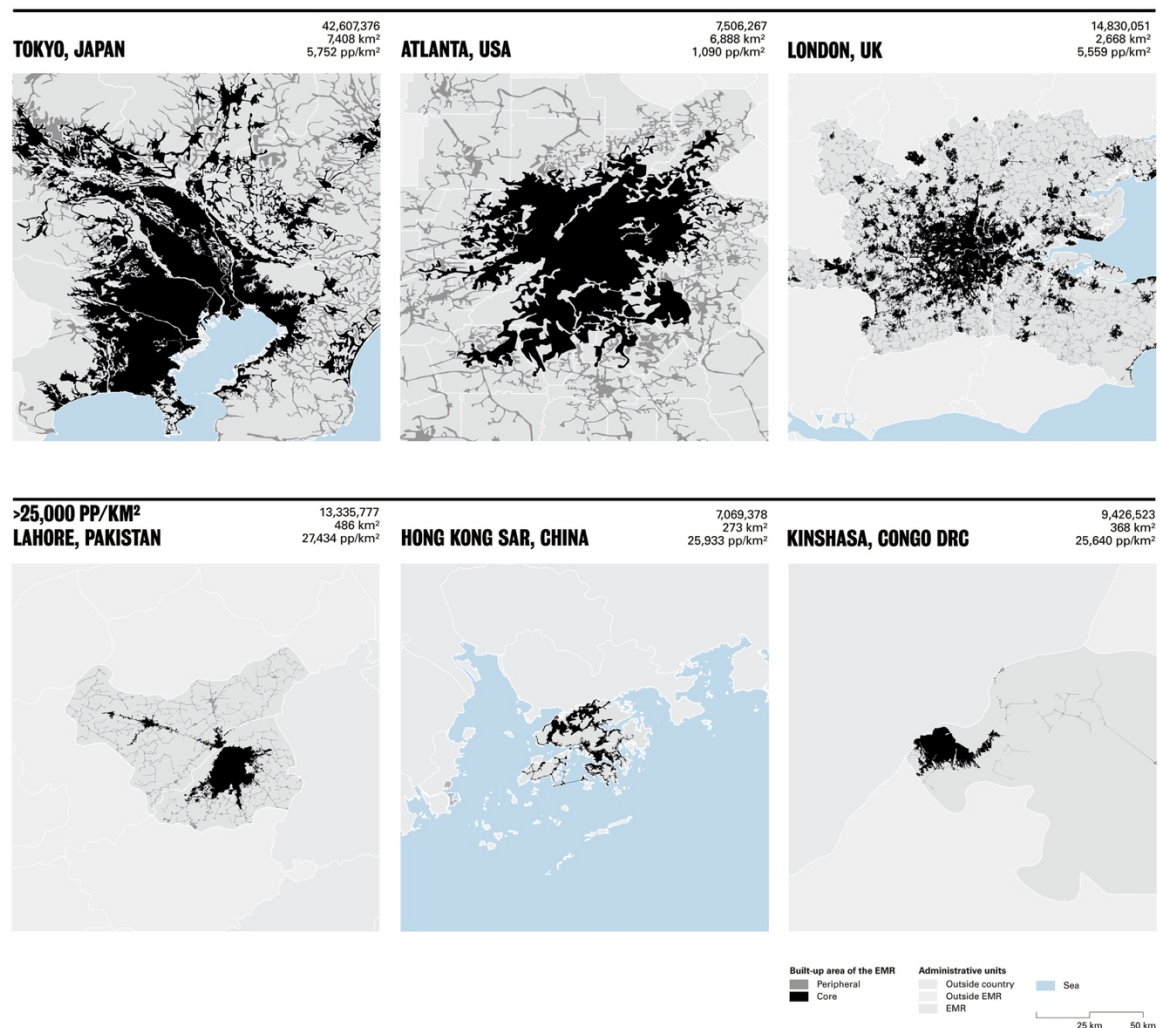 TOKYO, JAPAN
42,607,376
7,408 km²
5,752 pp/km²
ATLANTA, USA
7,506,267
6,888 km²
1,090 pp/km²
LONDON, UK
14,830,051
2,668 km²
5,559 pp/km²
>25,000 PP/KM²
LAHORE, PAKISTAN
13,335,777
486 km²
27,434 pp/km²
HONG KONG SAR, CHINA
7,069,378
273 km²
25,933 pp/km²
KINSHASA, CONGO DRC
9,426,523
368 km²
25,640 pp/km²
Built-up area of the EMR
Peripheral
Core
Administrative units
Outside country
Outside EMR
EMR
Sea
25 km
50 km